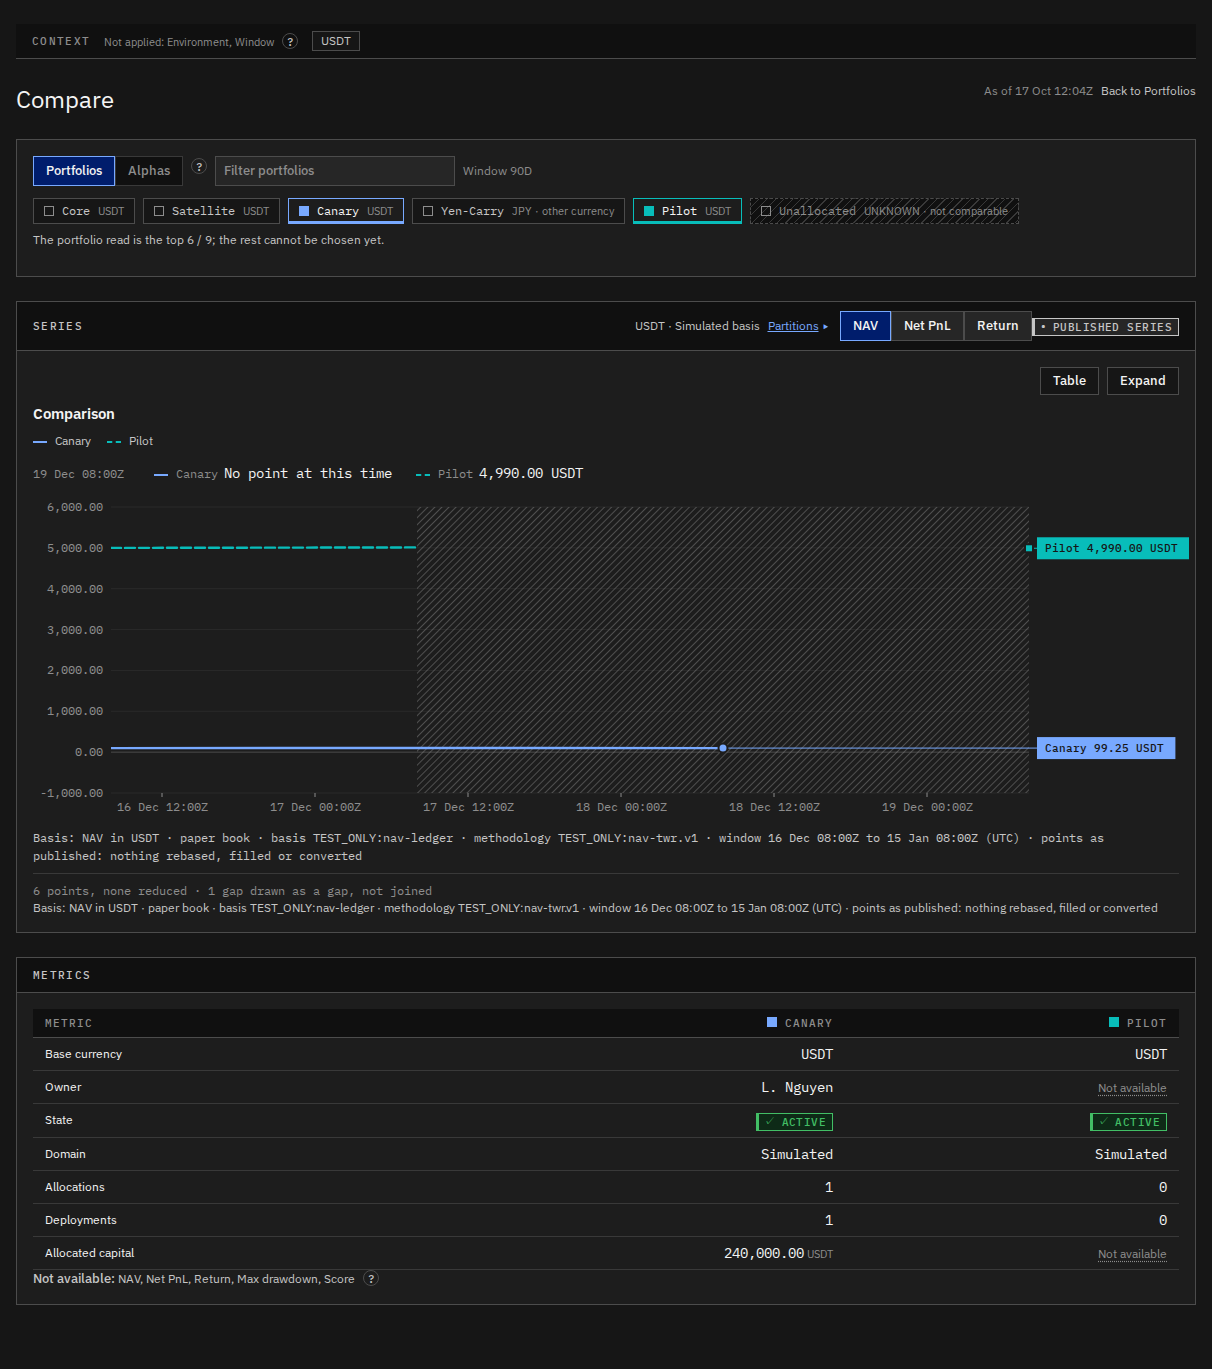 CONTEXT Not applied: Environment, Window ? USDT
Compare
As of 17 Oct 12:04Z Back to Portfolios
Portfolios Alphas ? Filter portfolios Window 90D
Core USDT Satellite USDT Canary USDT Yen-Carry JPY · other currency Pilot USDT Unallocated UNKNOWN · not comparable
The portfolio read is the top 6 / 9; the rest cannot be chosen yet.
SERIES USDT · Simulated basis Partitions ▸ NAV Net PnL Return • PUBLISHED SERIES
Table Expand
Comparison
Canary Pilot
19 Dec 08:00Z Canary No point at this time Pilot 4,990.00 USDT
6,000.00
5,000.00
Pilot 4,990.00 USDT
4,000.00
3,000.00
2,000.00
1,000.00
0.00
Canary 99.25 USDT
-1,000.00
16 Dec 12:00Z 17 Dec 00:00Z 17 Dec 12:00Z 18 Dec 00:00Z 18 Dec 12:00Z 19 Dec 00:00Z
Basis: NAV in USDT · paper book · basis TEST_ONLY:nav-ledger · methodology TEST_ONLY:nav-twr.v1 · window 16 Dec 08:00Z to 15 Jan 08:00Z (UTC) · points as
published: nothing rebased, filled or converted
6 points, none reduced · 1 gap drawn as a gap, not joined
Basis: NAV in USDT · paper book · basis TEST_ONLY:nav-ledger · methodology TEST_ONLY:nav-twr.v1 · window 16 Dec 08:00Z to 15 Jan 08:00Z (UTC) · points as published: nothing rebased, filled or converted
METRICS
METRIC CANARY PILOT
Base currency USDT USDT
Owner L. Nguyen Not available
State ✓ ACTIVE ✓ ACTIVE
Domain Simulated Simulated
Allocations 1 0
Deployments 1 0
Allocated capital 240,000.00 USDT Not available
Not available: NAV, Net PnL, Return, Max drawdown, Score ?